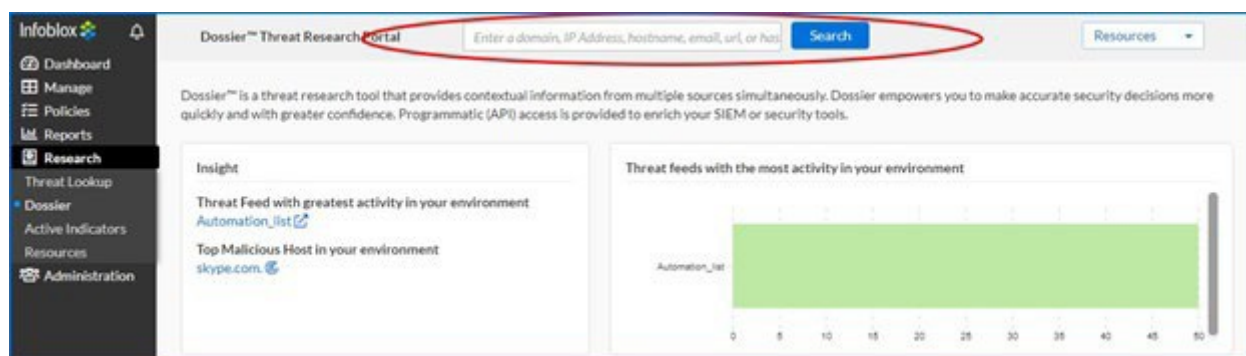 Infoblox
Dossier™ Threat Research Portal
Enter a domain, IP Address, hostname, email, url, or has
Search
Resources
Dashboard
Manage
Policies
Reports
Research
Threat Lookup
Dossier
Active Indicators
Resources
Administration
Dossier™ is a threat research tool that provides contextual information from multiple sources simultaneously. Dossier empowers you to make accurate security decisions more
quickly and with greater confidence. Programmatic (API) access is provided to enrich your SIEM or security tools.
Insight
Threat Feed with greatest activity in your environment
Automation_list
Top Malicious Host in your environment
skype.com.
Threat feeds with the most activity in your environment
Automation_list
0 5 10 15 20 25 30 35 40 45 50